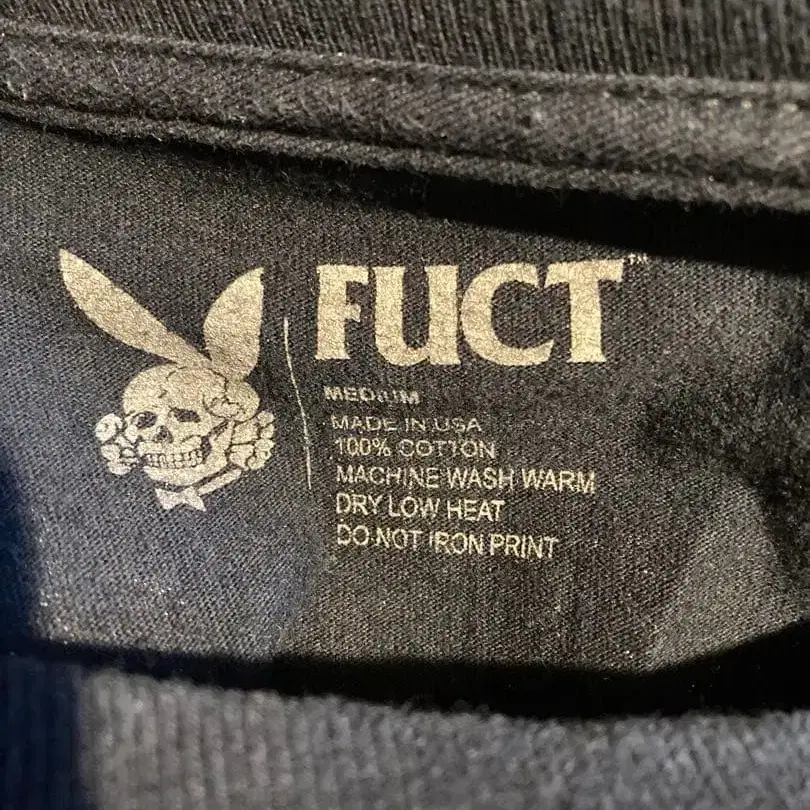 FUCT™
MEDIUM
MADE IN USA
100% COTTON
MACHINE WASH WARM
DRY LOW HEAT
DO NOT IRON PRINT